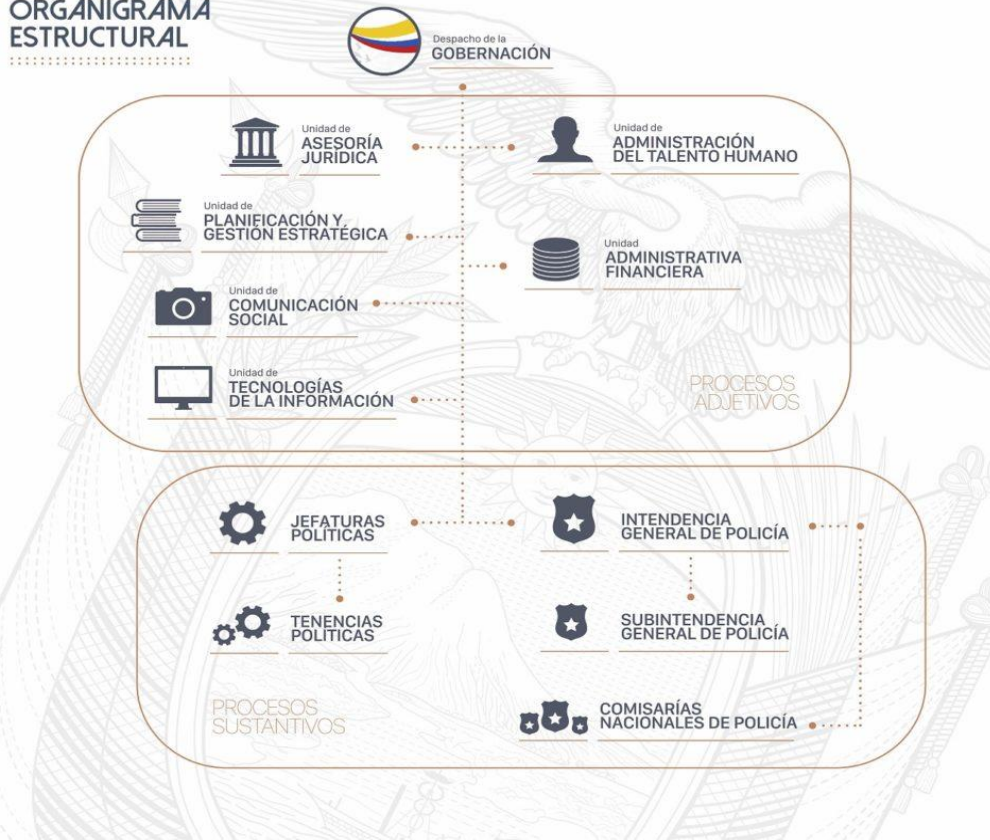 ORGANIGRAMA
ESTRUCTURAL
Despacho de la
GOBERNACIÓN
Unidad de
ASESORÍA
JURÍDICA
Unidad de
ADMINISTRACIÓN
DEL TALENTO HUMANO
Unidad de
PLANIFICACIÓN Y
GESTIÓN ESTRATÉGICA
Unidad
ADMINISTRATIVA
FINANCIERA
Unidad de
COMUNICACIÓN
SOCIAL
Unidad de
TECNOLOGÍAS
DE LA INFORMACIÓN
PROCESOS
ADJETIVOS
JEFATURAS
POLÍTICAS
INTENDENCIA
GENERAL DE POLICÍA
TENENCIAS
POLÍTICAS
SUBINTENDENCIA
GENERAL DE POLICÍA
PROCESOS
SUSTANTIVOS
COMISARÍAS
NACIONALES DE POLICÍA